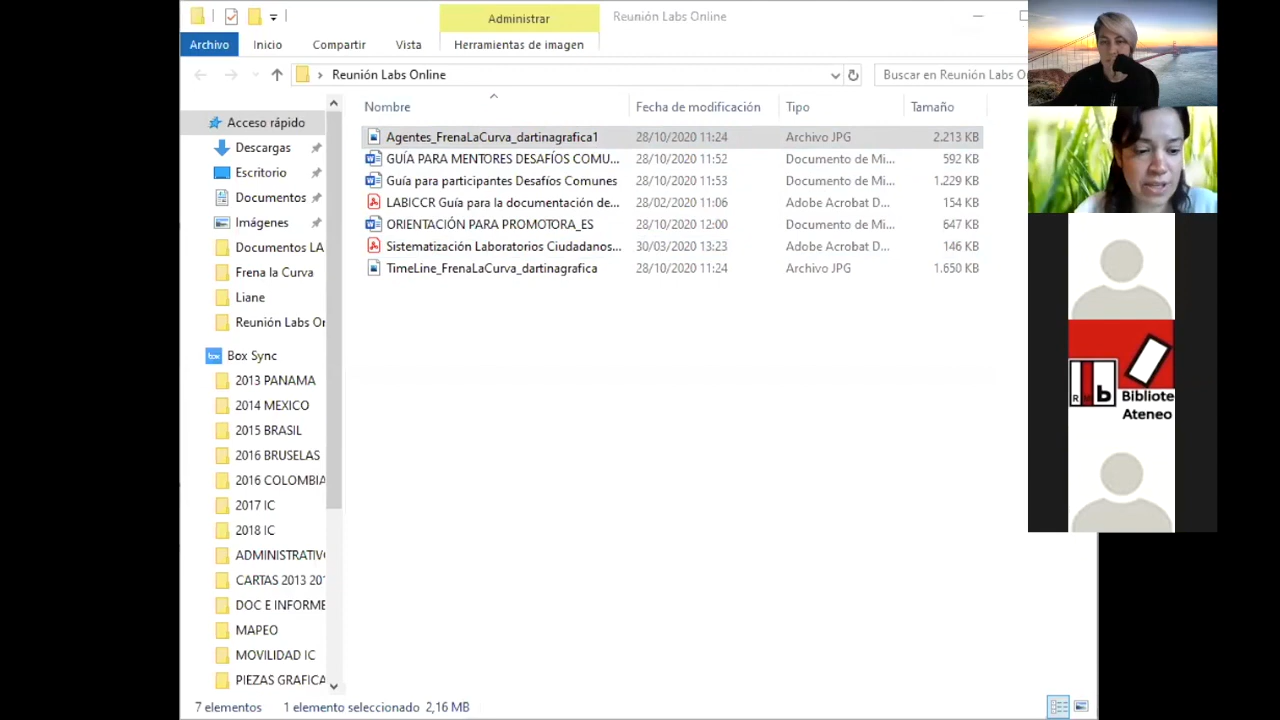 Administrar
Reunión Labs Online
Archivo
Inicio
Compartir
Vista
Herramientas de imagen
Reunión Labs Online
Buscar en Reunión Labs O
Nombre
Fecha de modificación
Tipo
Tamaño
Agentes_FrenaLaCurva_dartinagrafica1 28/10/2020 11:24 Archivo JPG 2.213 KB
GUÍA PARA MENTORES DESAFÍOS COMU... 28/10/2020 11:52 Documento de Mi... 592 KB
Guía para participantes Desafíos Comunes 28/10/2020 11:53 Documento de Mi... 1.229 KB
LABICCR Guía para la documentación de... 28/02/2020 11:06 Adobe Acrobat D... 154 KB
ORIENTACIÓN PARA PROMOTORA_ES 28/10/2020 12:00 Documento de Mi... 647 KB
Sistematización Laboratorios Ciudadanos... 30/03/2020 13:23 Adobe Acrobat D... 146 KB
TimeLine_FrenaLaCurva_dartinagrafica 28/10/2020 11:24 Archivo JPG 1.650 KB
Acceso rápido
Descargas
Escritorio
Documentos
Imágenes
Documentos LA
Frena la Curva
Liane
Reunión Labs Or
box Box Sync
2013 PANAMA
2014 MEXICO
2015 BRASIL
2016 BRUSELAS
2016 COLOMBIA
2017 IC
2018 IC
ADMINISTRATIV
CARTAS 2013 20
DOC E INFORME
MAPEO
MOVILIDAD IC
PIEZAS GRAFICA
7 elementos
1 elemento seleccionado 2,16 MB
Bibliote
Ateneo